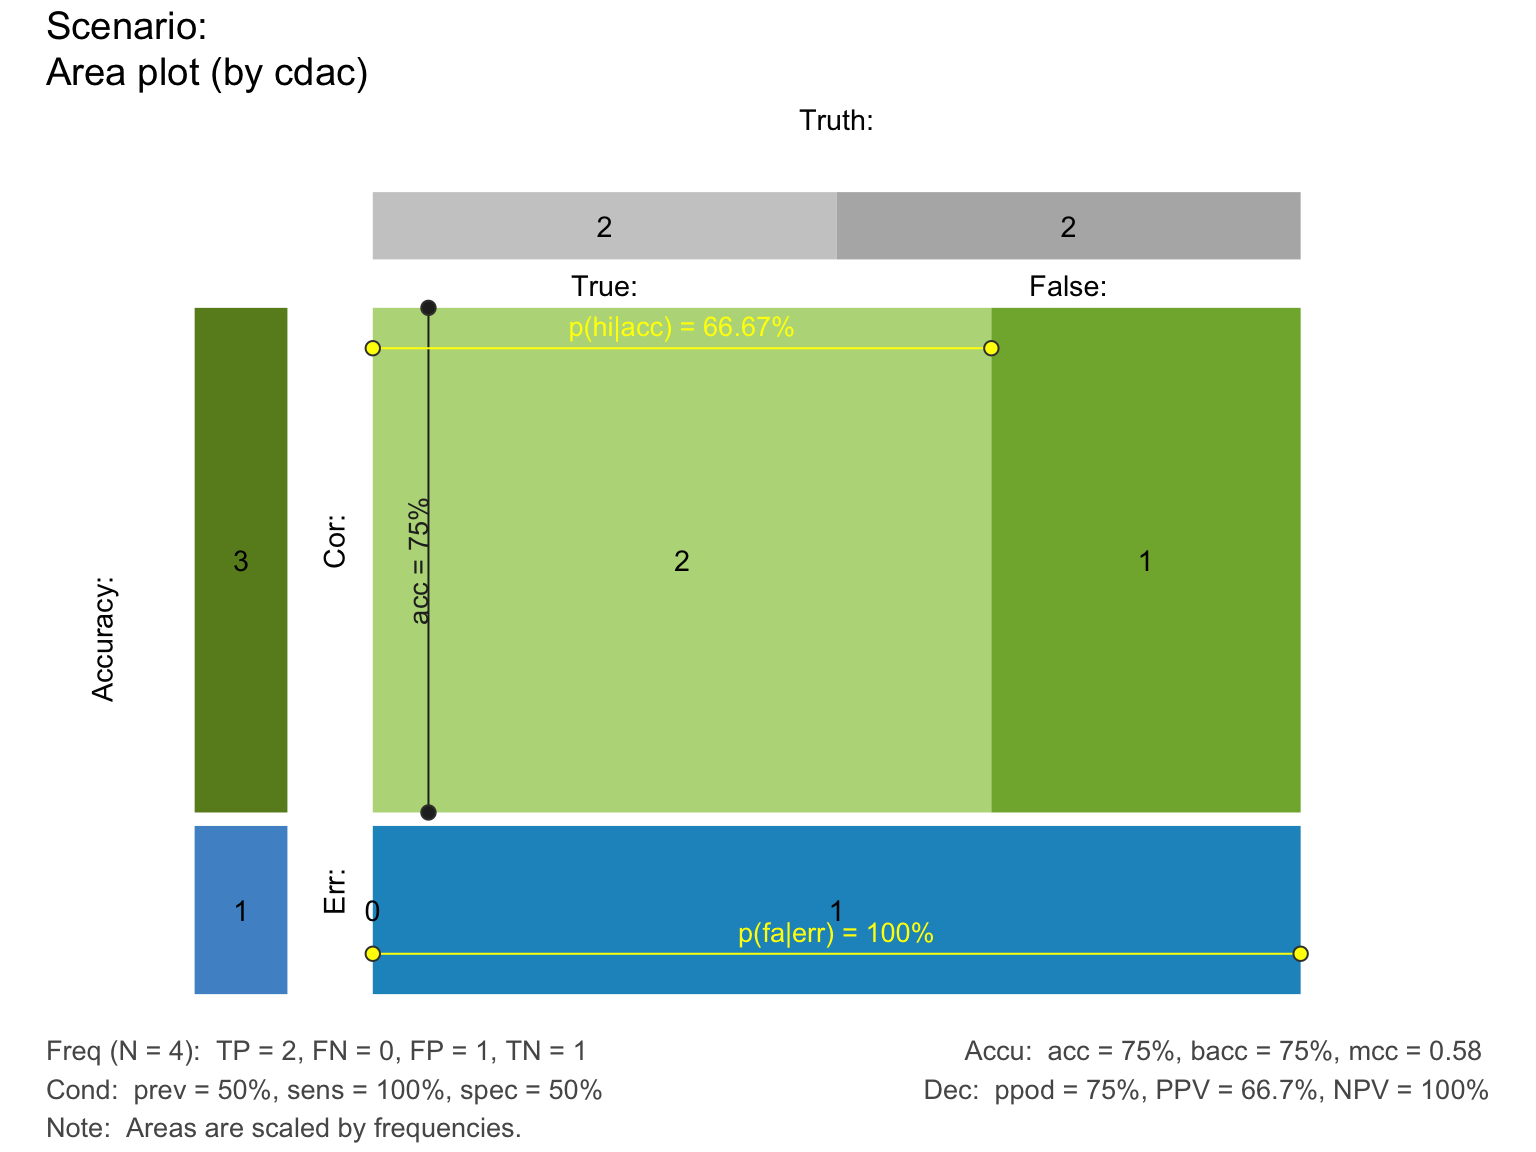 Scenario:
Area plot (by cdac)
Truth:
2
2
True:
False:
p(hi|acc) = 66.67%
acc = 75%
Accuracy:
3
Cor:
2
1
1
Err:
0
1
p(fa|err) = 100%
Freq (N = 4):  TP = 2, FN = 0, FP = 1, TN = 1
Accu:  acc = 75%, bacc = 75%, mcc = 0.58
Cond:  prev = 50%, sens = 100%, spec = 50%
Dec:  ppod = 75%, PPV = 66.7%, NPV = 100%
Note:  Areas are scaled by frequencies.